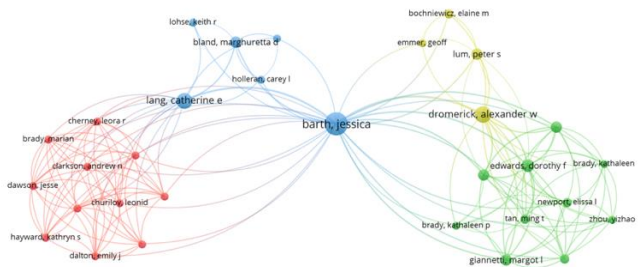 lohse, keith r
bland, marghuretta d
holleran, carey l
lang, catherine e
bochniewicz, elaine m
emmer, geoff
lum, peter s
dromerick, alexander w
barth, jessica
cherney, leora r
brady, marian
clarkson, andrew n
dawson, jesse
churilov, leonid
hayward, kathryn s
dalton, emily j
edwards, dorothy f
brady, kathaleen
newport, elissa l
tan, ming t
zhou, yizhao
brady, kathaleen p
giannetti, margot l